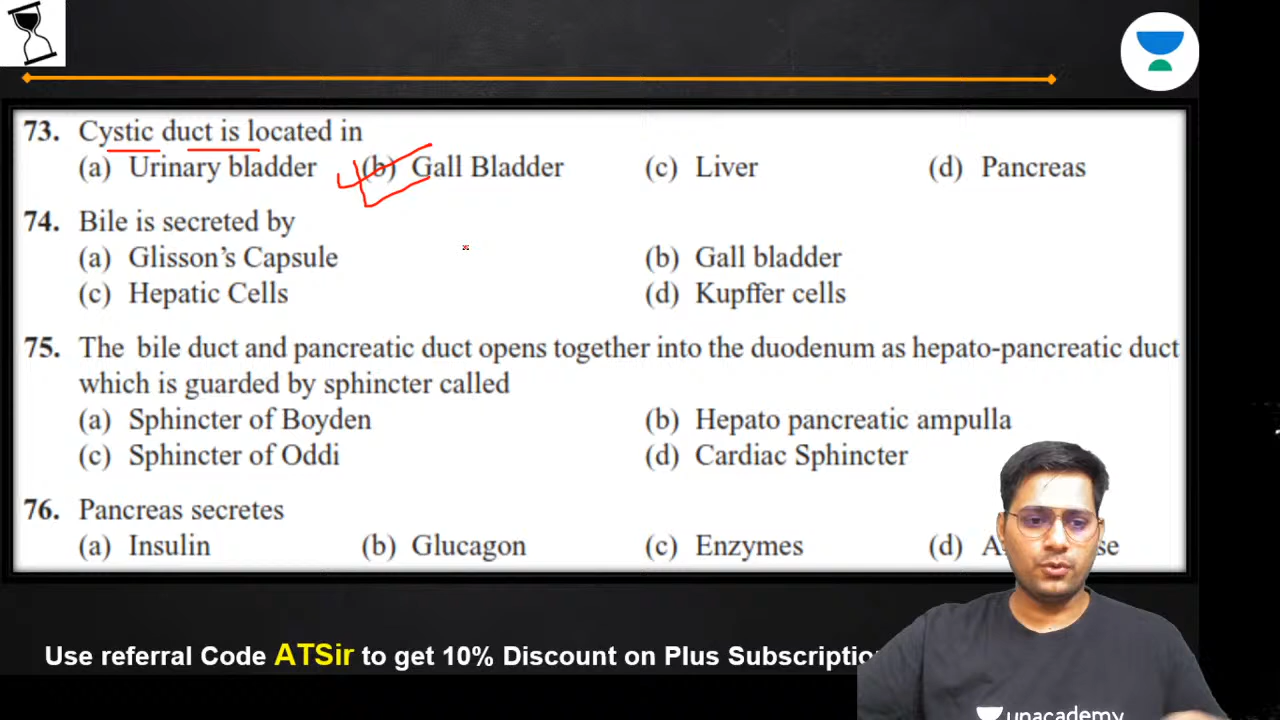 73. Cystic duct is located in
(a) Urinary bladder (b) Gall Bladder (c) Liver (d) Pancreas
74. Bile is secreted by
(a) Glisson’s Capsule (b) Gall bladder
(c) Hepatic Cells (d) Kupffer cells
75. The bile duct and pancreatic duct opens together into the duodenum as hepato-pancreatic duct
which is guarded by sphincter called
(a) Sphincter of Boyden (b) Hepato pancreatic ampulla
(c) Sphincter of Oddi (d) Cardiac Sphincter
76. Pancreas secretes
(a) Insulin (b) Glucagon (c) Enzymes (d)
Use referral Code ATSir to get 10% Discount on Plus Subscriptio
unacademy